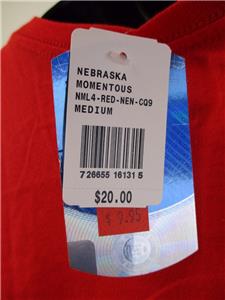 NEBRASKA
MOMENTOUS
NML4-RED-NEN-CQ9
MEDIUM
7 26655 16131 5
$20.00
$ 9.95